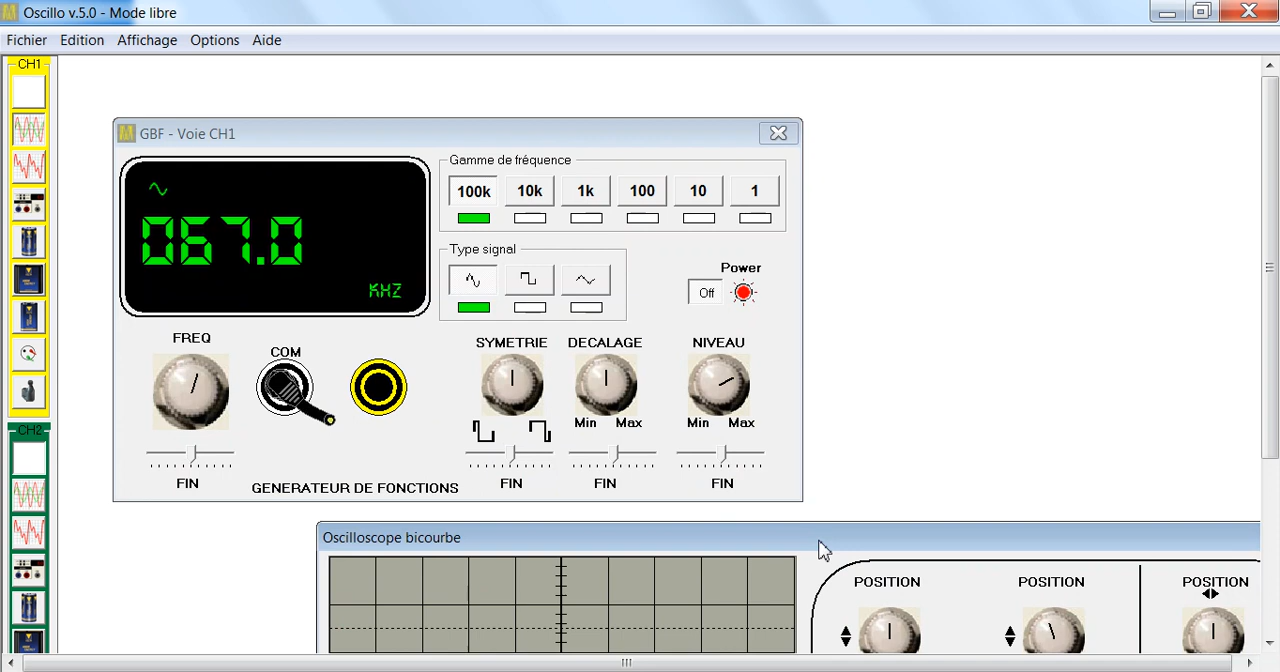 Oscillo v.5.0 - Mode libre
Fichier Edition Affichage Options Aide
CH1
GBF - Voie CH1
067.0
KHZ
Gamme de fréquence
100k 10k 1k 100 10 1
Type signal
Power
Off
FREQ
COM
SYMETRIE DECALAGE NIVEAU
Min Max Min Max
FIN FIN FIN FIN
GENERATEUR DE FONCTIONS
CH2
Oscilloscope bicourbe
POSITION POSITION POSITION